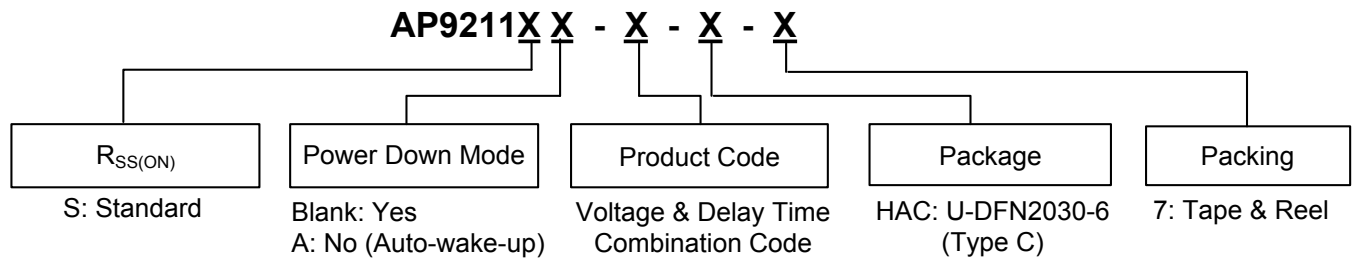 AP9211X X - X - X - X
R_SS(ON)
Power Down Mode
Product Code
Package
Packing
S: Standard
Blank: Yes
A: No (Auto-wake-up)
Voltage & Delay Time
Combination Code
HAC: U-DFN2030-6
(Type C)
7: Tape & Reel